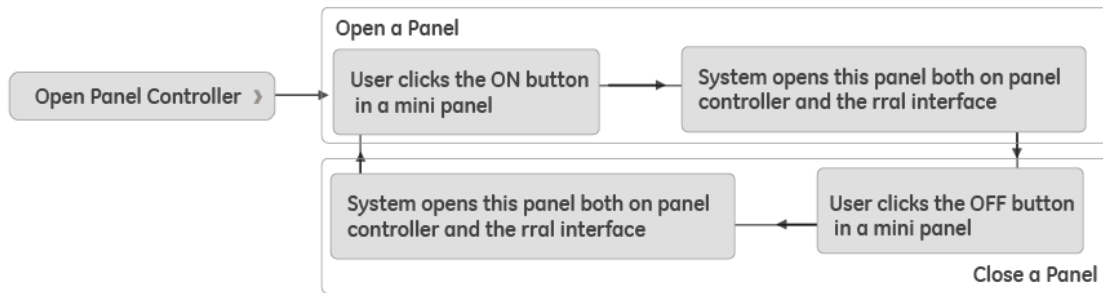 Open a Panel
Open Panel Controller ›
User clicks the ON button
in a mini panel
System opens this panel both on panel
controller and the rral interface
System opens this panel both on panel
controller and the rral interface
User clicks the OFF button
in a mini panel
Close a Panel